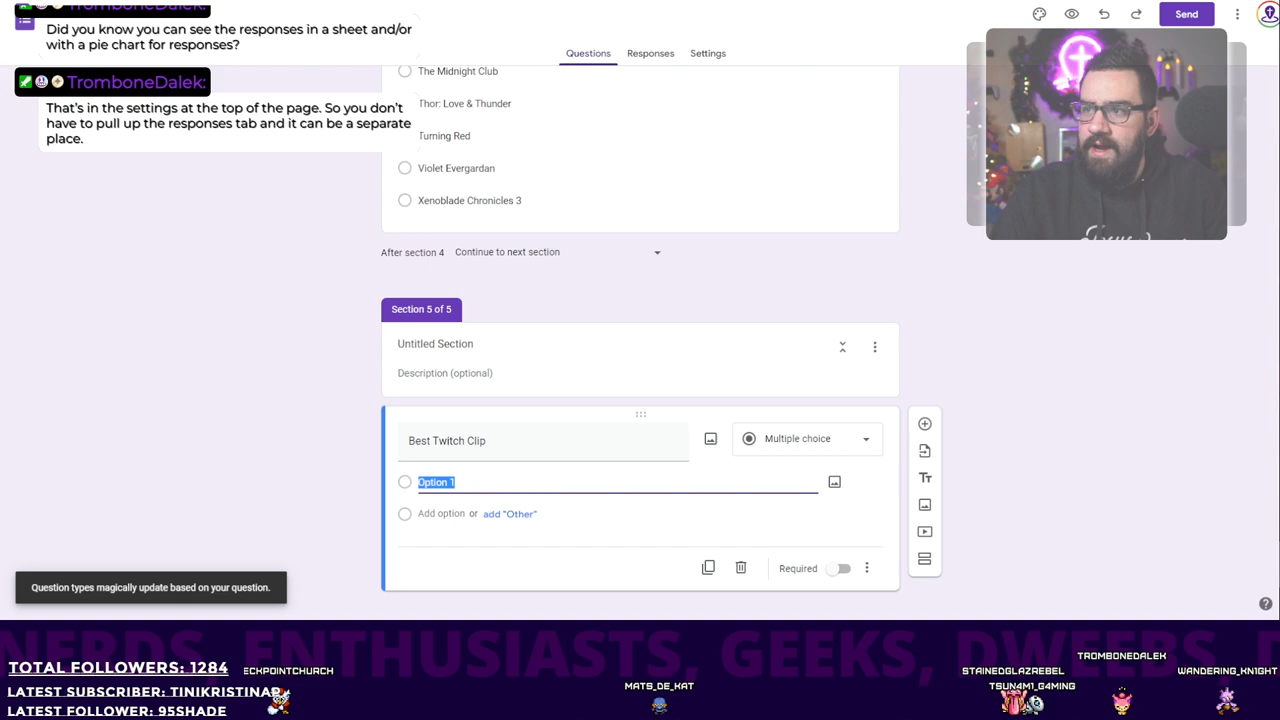 TromboneDalek:
Did you know you can see the responses in a sheet and/or
with a pie chart for responses?
TromboneDalek:
That's in the settings at the top of the page. So you don't
have to pull up the responses tab and it can be a separate
place.
Send
Questions
Responses
Settings
The Midnight Club
Thor: Love & Thunder
Turning Red
Violet Evergardan
Xenoblade Chronicles 3
After section 4
Continue to next section
Section 5 of 5
Untitled Section
Description (optional)
Best Twitch Clip
Multiple choice
Option 1
Add option or add "Other"
Required
Question types magically update based on your question.
NERDS, ENTHUSIASTS, GEEKS, DWEEBS,
TOTAL FOLLOWERS: 1284
LATEST SUBSCRIBER: TINIKRISTINA
LATEST FOLLOWER: 95SHADE
ECKPOINTCHURCH
MATS_DE_KAT
STAINEDGLAZREBEL
TSUN4M1_G4MING
TROMBONEDALEK
WANDERING_KN1GHT